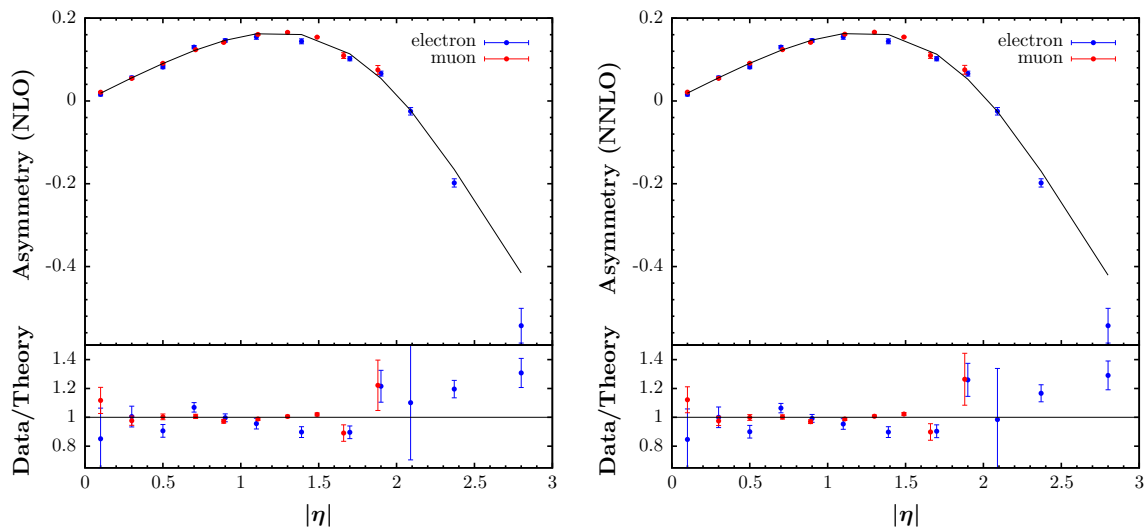 0.20
0
-0.2
-0.4
Asymmetry (NLO)
electron
muon
1.4
1.2
1
0.8
Data/Theory
0 0.5 1 1.5 2 2.5 3
|η|
0.20
0
-0.2
-0.4
Asymmetry (NNLO)
electron
muon
1.4
1.2
1
0.8
Data/Theory
0 0.5 1 1.5 2 2.5 3
|η|